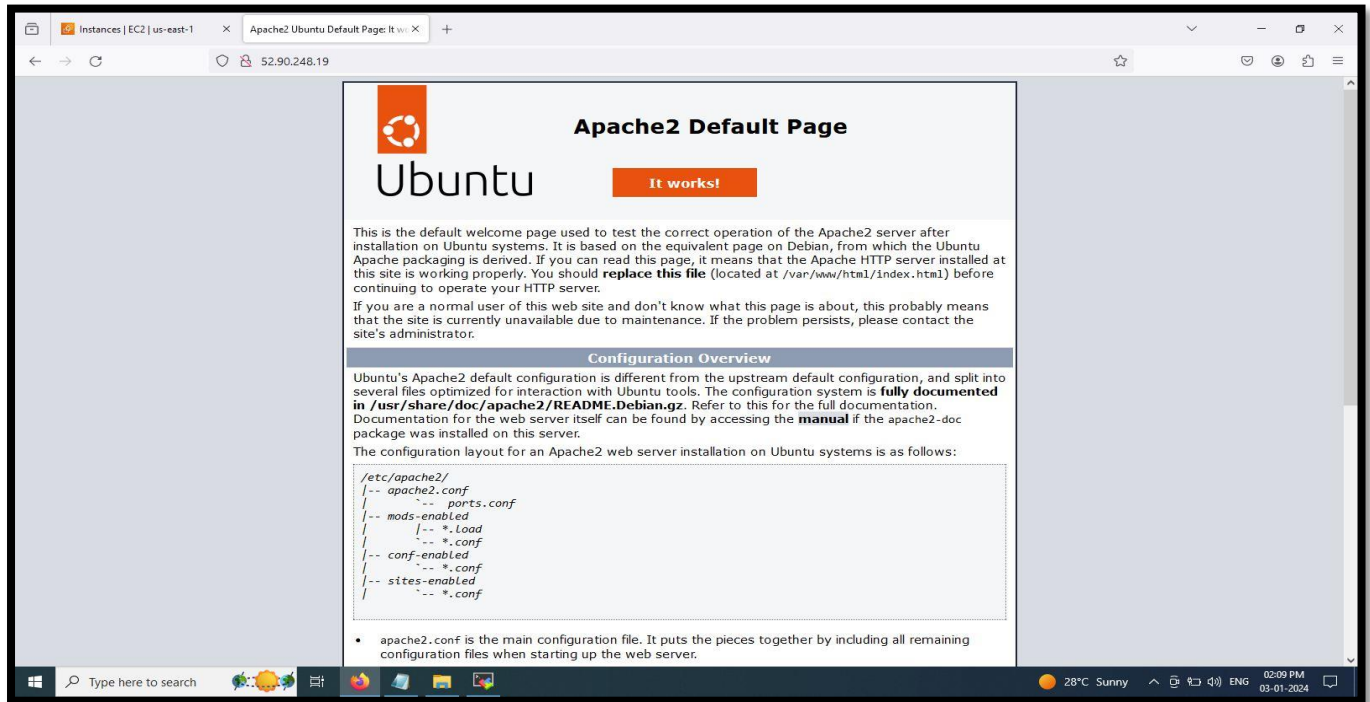 Instances | EC2 | us-east-1
Apache2 Ubuntu Default Page: It wo
52.90.248.19
Ubuntu
Apache2 Default Page
It works!
This is the default welcome page used to test the correct operation of the Apache2 server after
installation on Ubuntu systems. It is based on the equivalent page on Debian, from which the Ubuntu
Apache packaging is derived. If you can read this page, it means that the Apache HTTP server installed at
this site is working properly. You should replace this file (located at /var/www/html/index.html) before
continuing to operate your HTTP server.
If you are a normal user of this web site and don't know what this page is about, this probably means
that the site is currently unavailable due to maintenance. If the problem persists, please contact the
site's administrator.
Configuration Overview
Ubuntu's Apache2 default configuration is different from the upstream default configuration, and split into
several files optimized for interaction with Ubuntu tools. The configuration system is fully documented
in /usr/share/doc/apache2/README.Debian.gz. Refer to this for the full documentation.
Documentation for the web server itself can be found by accessing the manual if the apache2-doc
package was installed on this server.
The configuration layout for an Apache2 web server installation on Ubuntu systems is as follows:
/etc/apache2/
|-- apache2.conf
|       `--  ports.conf
|-- mods-enabled
|       |-- *.load
|       `-- *.conf
|-- conf-enabled
|       `-- *.conf
|-- sites-enabled
|       `-- *.conf
• apache2.conf is the main configuration file. It puts the pieces together by including all remaining
configuration files when starting up the web server.
Type here to search
28°C Sunny
ENG
02:09 PM
03-01-2024